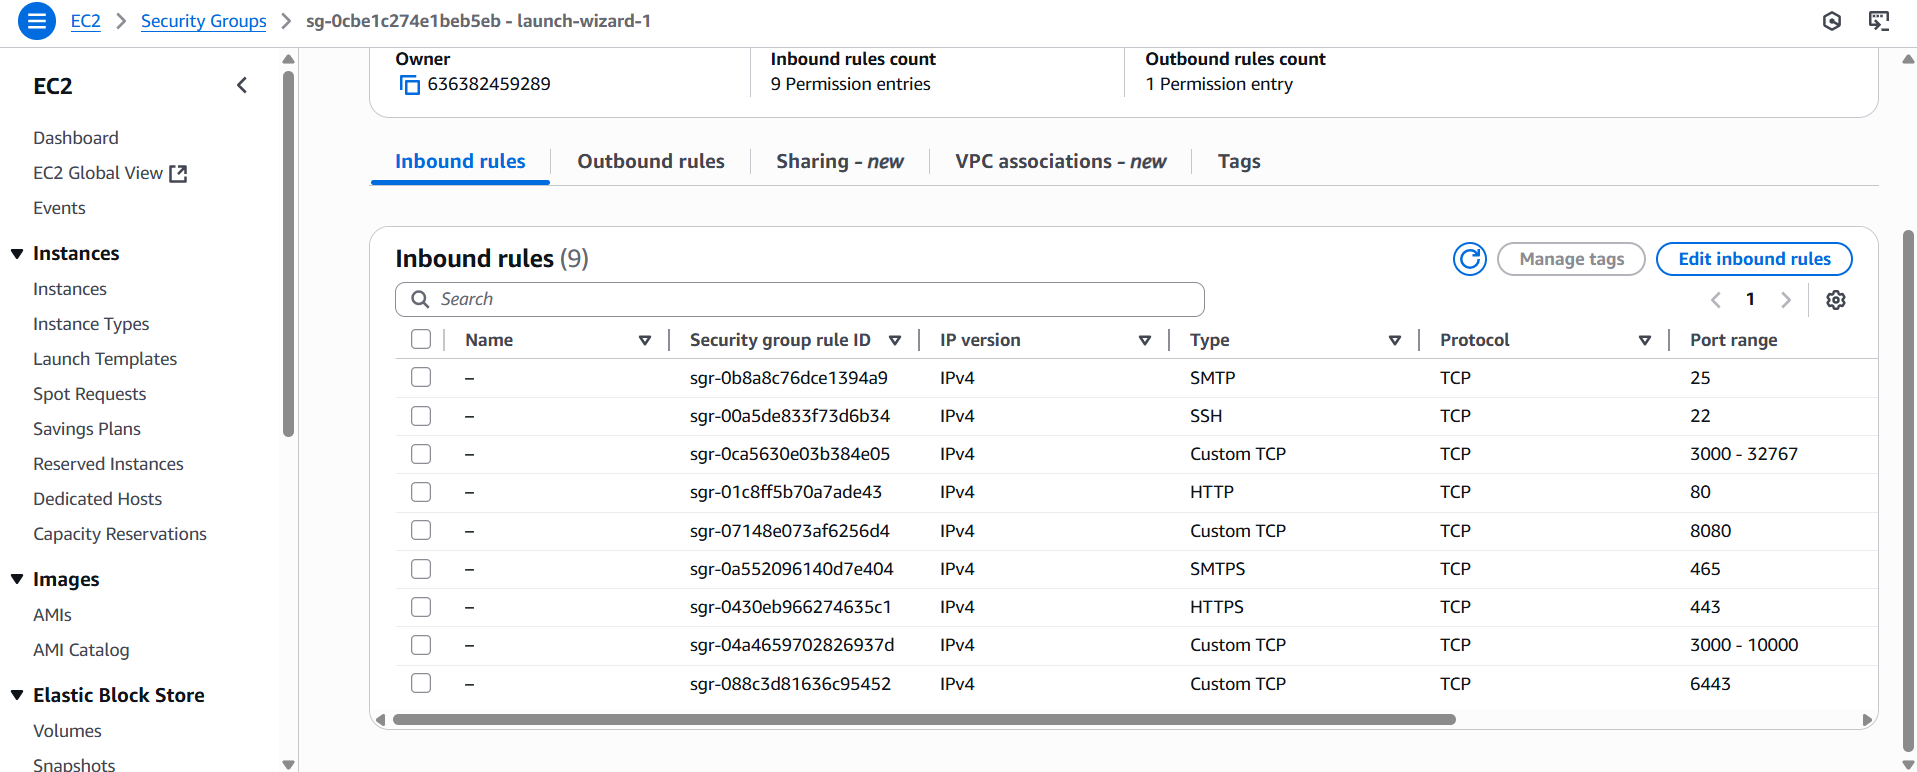 EC2 > Security Groups > sg-0cbe1c274e1beb5eb - launch-wizard-1
EC2
Dashboard
EC2 Global View
Events
Instances
Instances
Instance Types
Launch Templates
Spot Requests
Savings Plans
Reserved Instances
Dedicated Hosts
Capacity Reservations
Images
AMIs
AMI Catalog
Elastic Block Store
Volumes
Snapshots
Owner
636382459289
Inbound rules count
9 Permission entries
Outbound rules count
1 Permission entry
Inbound rules Outbound rules Sharing - new VPC associations - new Tags
Inbound rules (9)
Manage tags Edit inbound rules
Search
1
Name Security group rule ID IP version Type Protocol Port range
– sgr-0b8a8c76dce1394a9 IPv4 SMTP TCP 25
– sgr-00a5de833f73d6b34 IPv4 SSH TCP 22
– sgr-0ca5630e03b384e05 IPv4 Custom TCP TCP 3000 - 32767
– sgr-01c8ff5b70a7ade43 IPv4 HTTP TCP 80
– sgr-07148e073af6256d4 IPv4 Custom TCP TCP 8080
– sgr-0a552096140d7e404 IPv4 SMTPS TCP 465
– sgr-0430eb966274635c1 IPv4 HTTPS TCP 443
– sgr-04a4659702826937d IPv4 Custom TCP TCP 3000 - 10000
– sgr-088c3d81636c95452 IPv4 Custom TCP TCP 6443